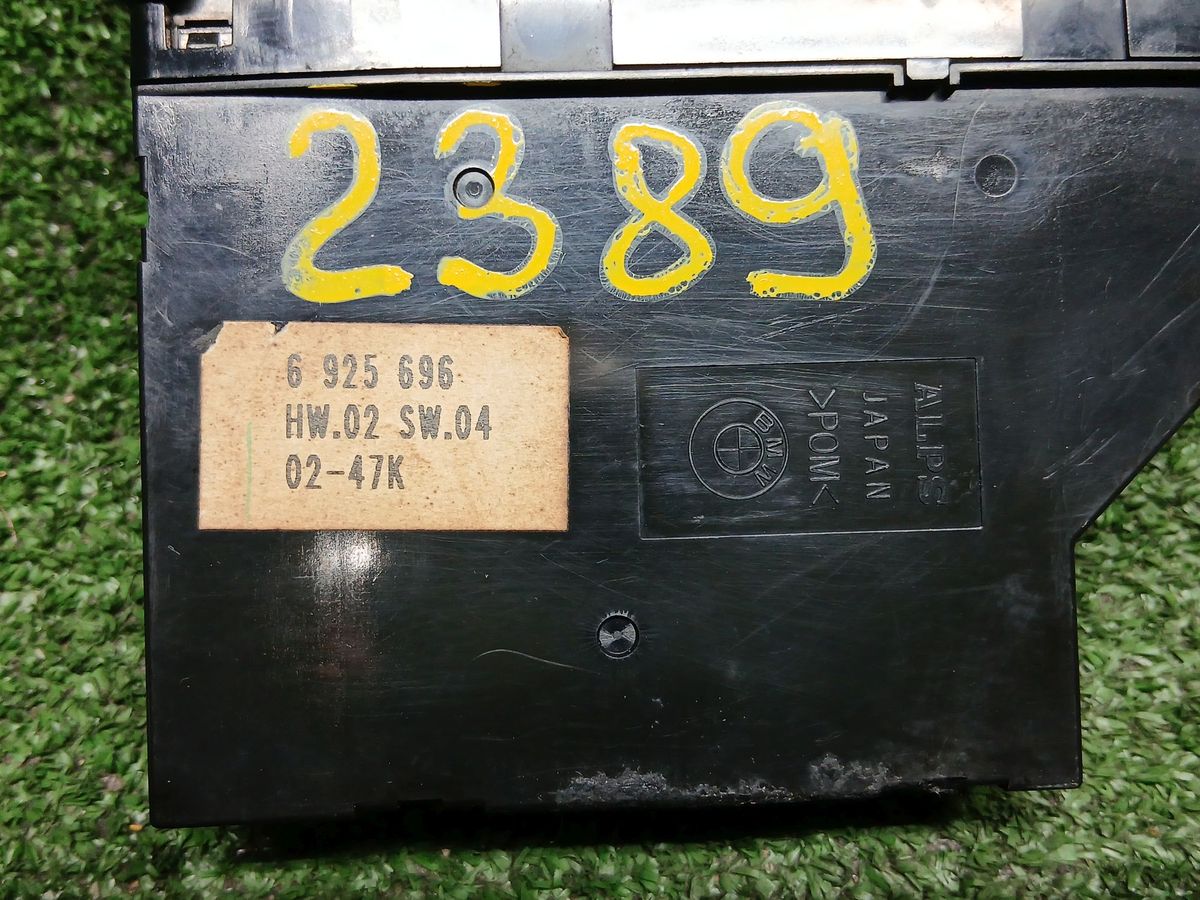 2389
6 925 696
HW.02 SW.04
02-47K
ALPS
JAPAN
>POM<
BMW